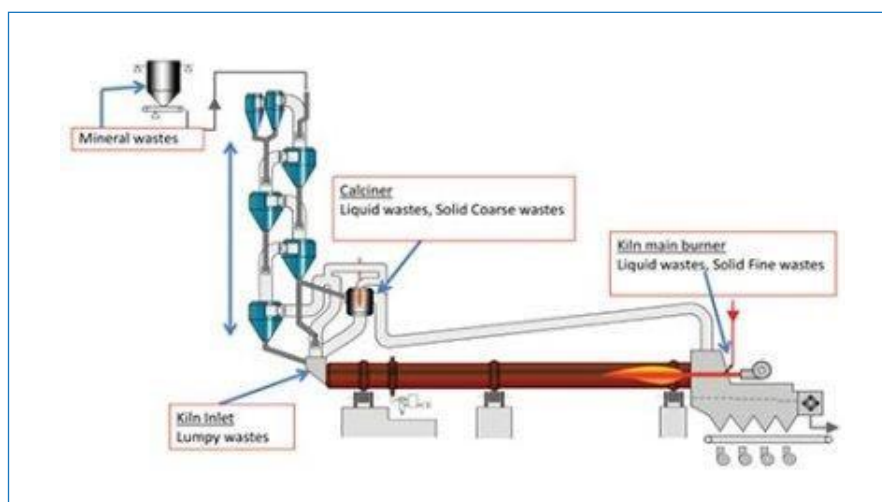 Mineral wastes
Calciner
Liquid wastes, Solid Coarse wastes
Kiln main burner
Liquid wastes, Solid Fine wastes
Kiln Inlet
Lumpy wastes